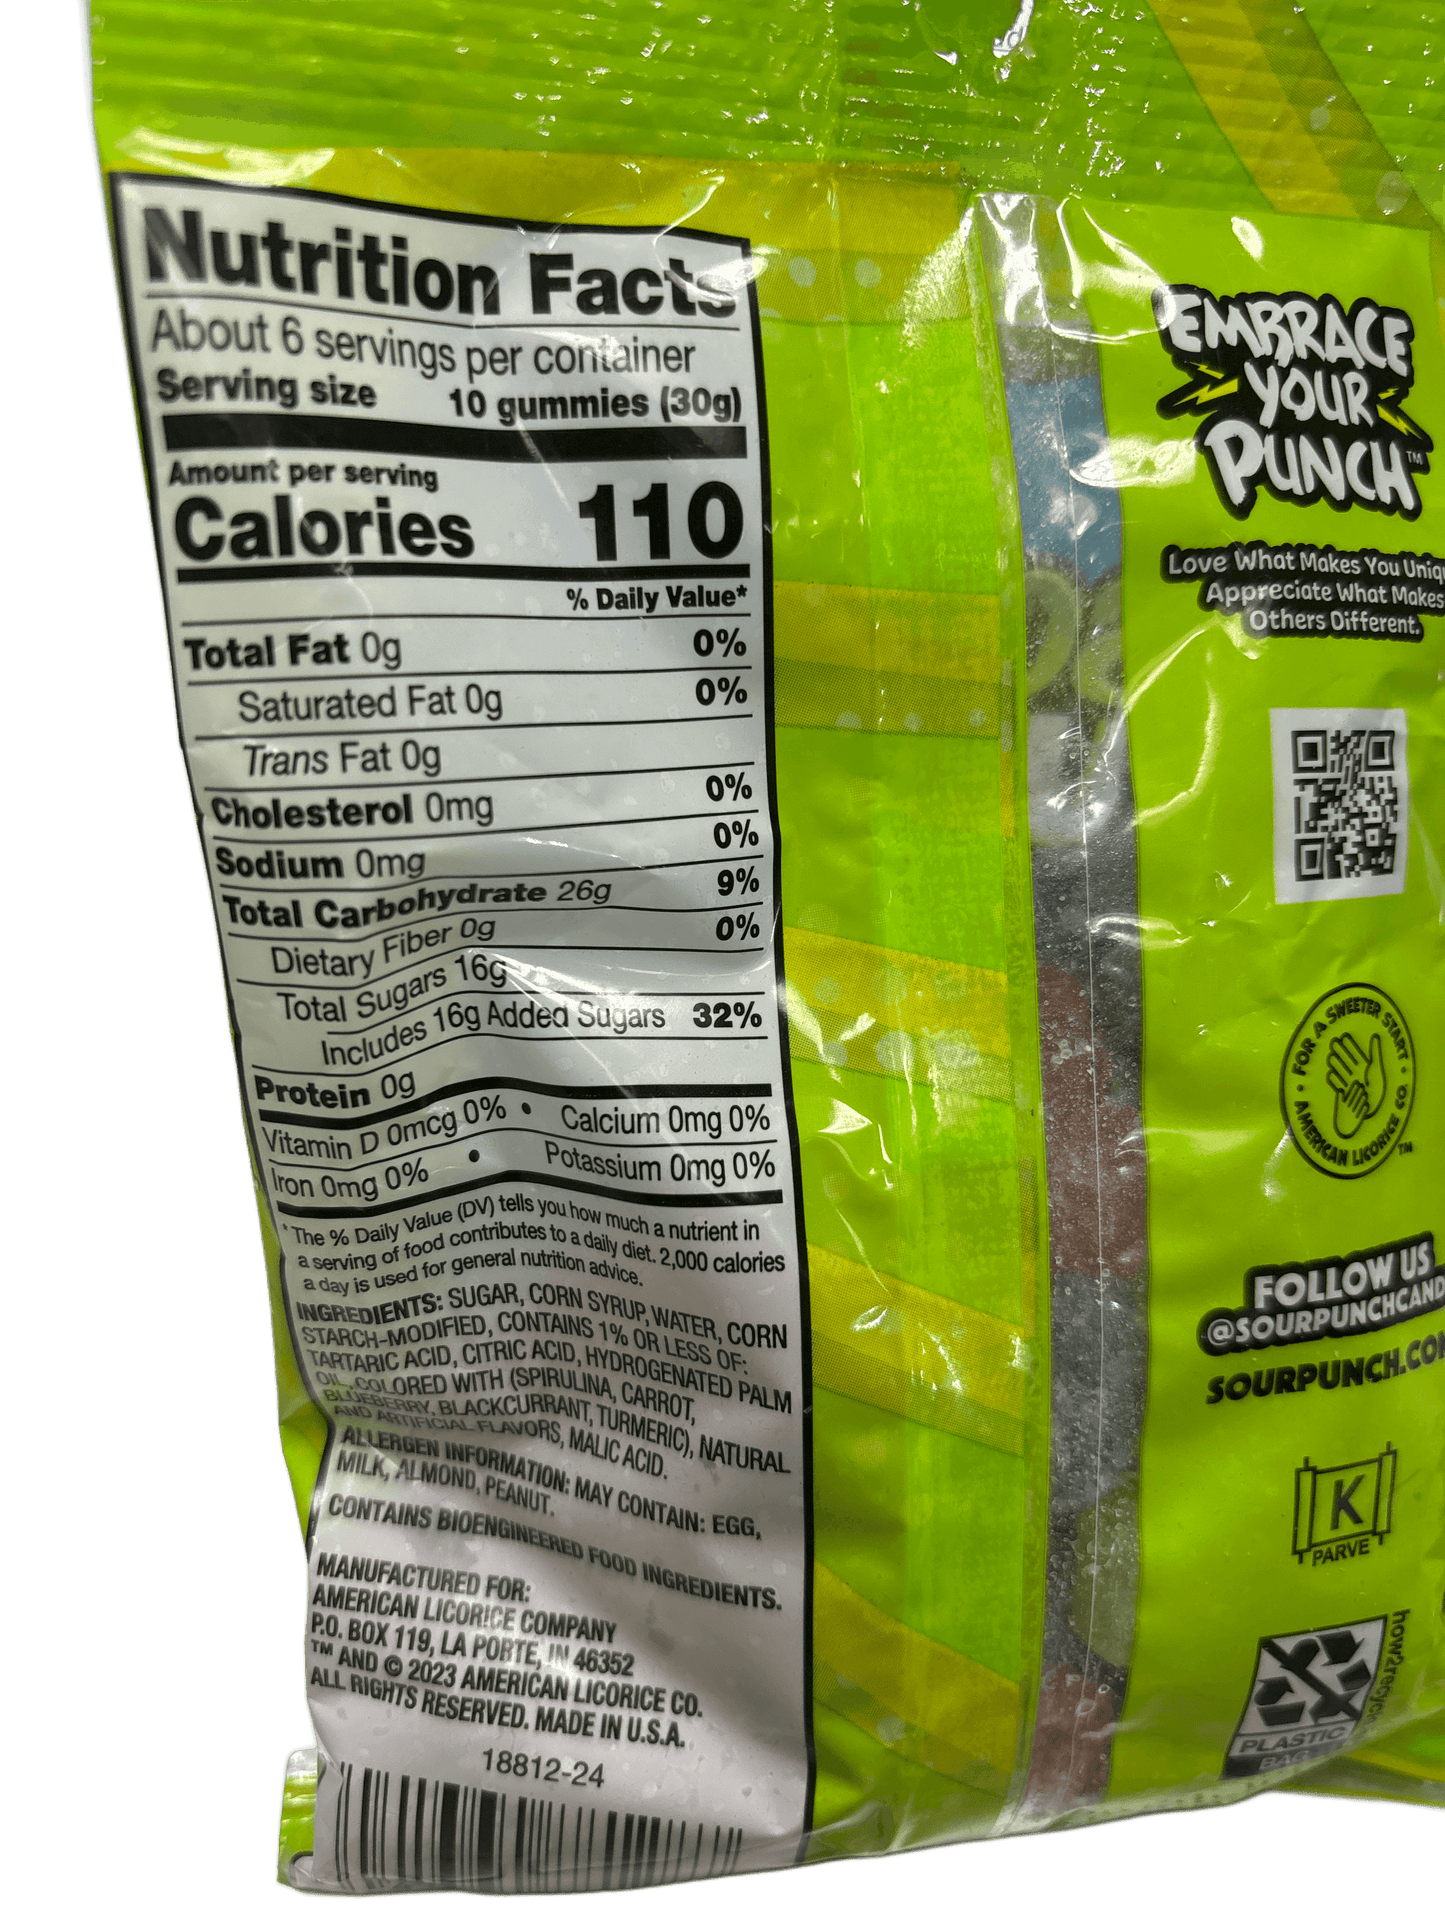 Nutrition Facts
About 6 servings per container
Serving size 10 gummies (30g)
Amount per serving
Calories 110
% Daily Value*
Total Fat 0g 0%
Saturated Fat 0g 0%
Trans Fat 0g
Cholesterol 0mg 0%
Sodium 0mg 0%
Total Carbohydrate 26g 9%
Dietary Fiber 0g 0%
Total Sugars 16g
Includes 16g Added Sugars 32%
Protein 0g
Vitamin D 0mcg 0% • Calcium 0mg 0%
Iron 0mg 0% • Potassium 0mg 0%
*The % Daily Value (DV) tells you how much a nutrient in
a serving of food contributes to a daily diet. 2,000 calories
a day is used for general nutrition advice.
INGREDIENTS: SUGAR, CORN SYRUP, WATER, CORN
STARCH-MODIFIED, CONTAINS 1% OR LESS OF:
TARTARIC ACID, CITRIC ACID, HYDROGENATED PALM
OIL, COLORED WITH (SPIRULINA, CARROT,
BLUEBERRY, BLACKCURRANT, TURMERIC), NATURAL
AND ARTIFICIAL FLAVORS, MALIC ACID.
ALLERGEN INFORMATION: MAY CONTAIN: EGG,
MILK, ALMOND, PEANUT.
CONTAINS BIOENGINEERED FOOD INGREDIENTS.
MANUFACTURED FOR:
AMERICAN LICORICE COMPANY
P.O. BOX 119, LA PORTE, IN 46352
TM AND © 2023 AMERICAN LICORICE CO.
ALL RIGHTS RESERVED. MADE IN U.S.A.
18812-24
EMBRACE
YOUR
PUNCH™
Love What Makes You Uniqu
Appreciate What Makes
Others Different.
• FOR A SWEETER START •
AMERICAN LICORICE CO. TM
FOLLOW US
@SOURPUNCHCAND
SOURPUNCH.CO
K
PARVE
how2recycl
PLASTIC
BAG